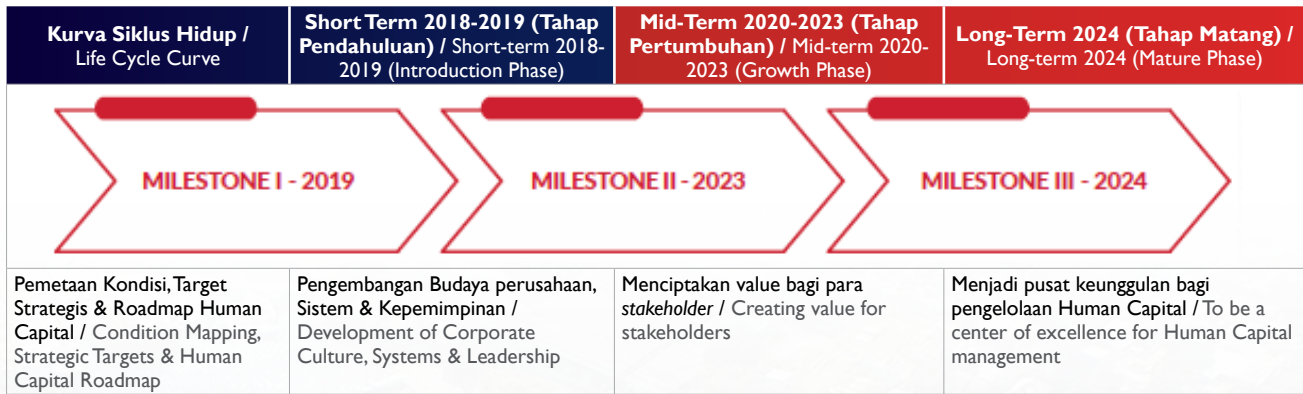 Kurva Siklus Hidup /
Life Cycle Curve
Short Term 2018-2019 (Tahap
Pendahuluan) / Short-term 2018-
2019 (Introduction Phase)
Mid-Term 2020-2023 (Tahap
Pertumbuhan) / Mid-term 2020-
2023 (Growth Phase)
Long-Term 2024 (Tahap Matang) /
Long-term 2024 (Mature Phase)
MILESTONE I - 2019
MILESTONE II - 2023
MILESTONE III - 2024
Pemetaan Kondisi, Target
Strategis & Roadmap Human
Capital / Condition Mapping,
Strategic Targets & Human
Capital Roadmap
Pengembangan Budaya perusahaan,
Sistem & Kepemimpinan /
Development of Corporate
Culture, Systems & Leadership
Menciptakan value bagi para
stakeholder / Creating value for
stakeholders
Menjadi pusat keunggulan bagi
pengelolaan Human Capital / To be a
center of excellence for Human Capital
management